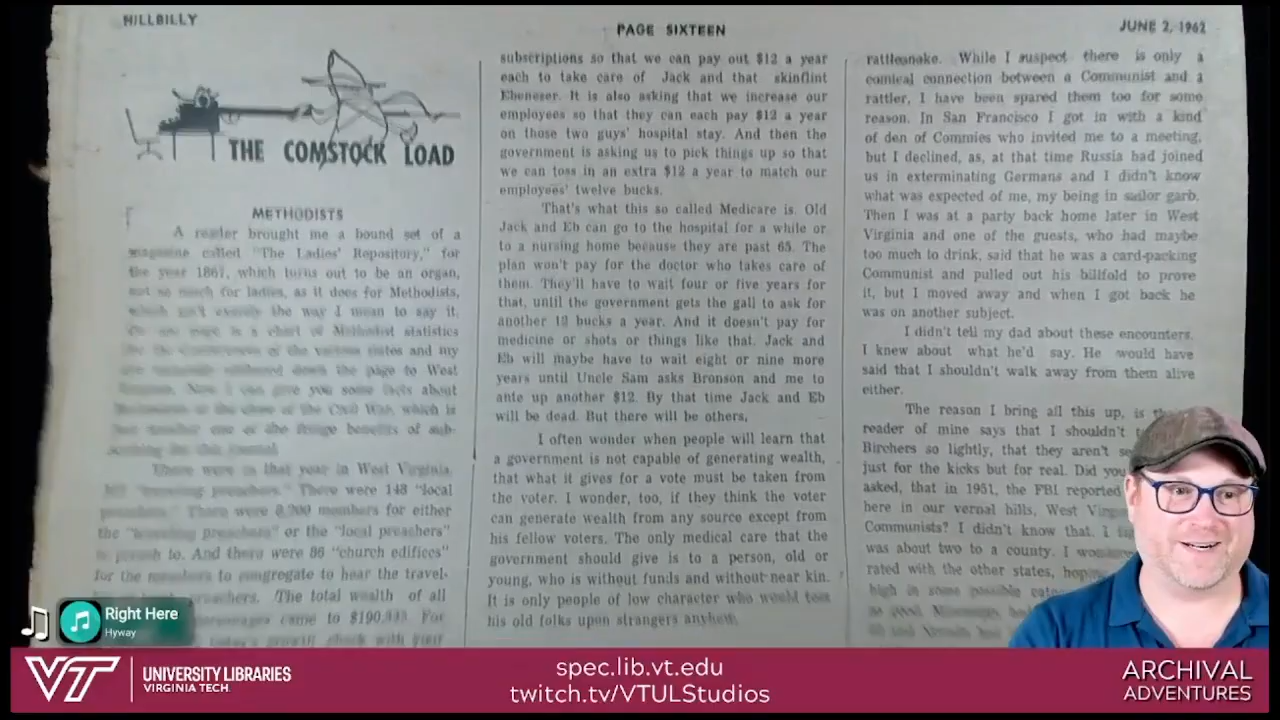 HILLBILLY
PAGE SIXTEEN
JUNE 2, 1962
THE COMSTOCK LOAD
METHODISTS
A reader brought me a bound set of a
magazine called "The Ladies' Repository," for
the year 1867, which turns out to be an organ,
not so much for ladies, as it does for Methodists,
which isn't exactly the way I mean to say it.
On one page is a chart of Methodist statistics
for the conferences of the various states and my
eye naturally down the page to West
Virginia. Now I can give you some facts about
Methodists at the close of the Civil War, which is
just another one of the fringe benefits of sub-
scribing to this journal.
There were in that year in West Virginia
"traveling preachers." There were 143 "local
preachers." There were members for either
the "traveling preachers" or the "local preachers"
to preach to. And there were 86 "church edifices"
for the members to congregate to hear the travel-
preachers. The total wealth of all
parsonages came to For
subscriptions so that we can pay out $12 a year
each to take care of Jack and that skinflint
Ebenezer. It is also asking that we increase our
employees so that they can each pay $12 a year
on those two guys' hospital stay. And then the
government is asking us to pick things up so that
we can toss in an extra $12 a year to match our
employees' twelve bucks.
That's what this so called Medicare is. Old
Jack and Eb can go to the hospital for a while or
to a nursing home because they are past 65. The
plan won't pay for the doctor who takes care of
them. They'll have to wait four or five years for
that, until the government gets the gall to ask for
another 12 bucks a year. And it doesn't pay for
medicine or shots or things like that. Jack and
Eb will maybe have to wait eight or nine more
years until Uncle Sam asks Bronson and me to
ante up another $12. By that time Jack and Eb
will be dead. But there will be others,
I often wonder when people will learn that
a government is not capable of generating wealth,
that what it gives for a vote must be taken from
the voter. I wonder, too, if they think the voter
can generate wealth from any source except from
his fellow voters. The only medical care that the
government should give is to a person, old or
young, who is without funds and without near kin.
It is only people of low character who would toss
his old folks upon strangers anyhow.
rattlesnake. While I suspect there is only a
comical connection between a Communist and a
rattler, I have been spared them too for some
reason. In San Francisco I got in with a kind
of den of Commies who invited me to a meeting,
but I declined, as, at that time Russia had joined
us in exterminating Germans and I didn't know
what was expected of me, my being in sailor garb.
Then I was at a party back home later in West
Virginia and one of the guests, who had maybe
too much to drink, said that he was a card-packing
Communist and pulled out his billfold to prove
it, but I moved away and when I got back he
was on another subject.
I didn't tell my dad about these encounters.
I knew about what he'd say. He would have
said that I shouldn't walk away from them alive
either.
The reason I bring all this up, is
reader of mine says that I shouldn't
Birchers so lightly, that they aren't
just for the kicks but for real. Did you
asked, that in 1951, the FBI reported
here in our vernal hills, West
Communists? I didn't know that. I
was about two to a county. I
rated with the other states,
high in some possible
Right Here
Hyway
VT
UNIVERSITY LIBRARIES
VIRGINIA TECH.
spec.lib.vt.edu
twitch.tv/VTULStudios
ARCHIVAL
ADVENTURES